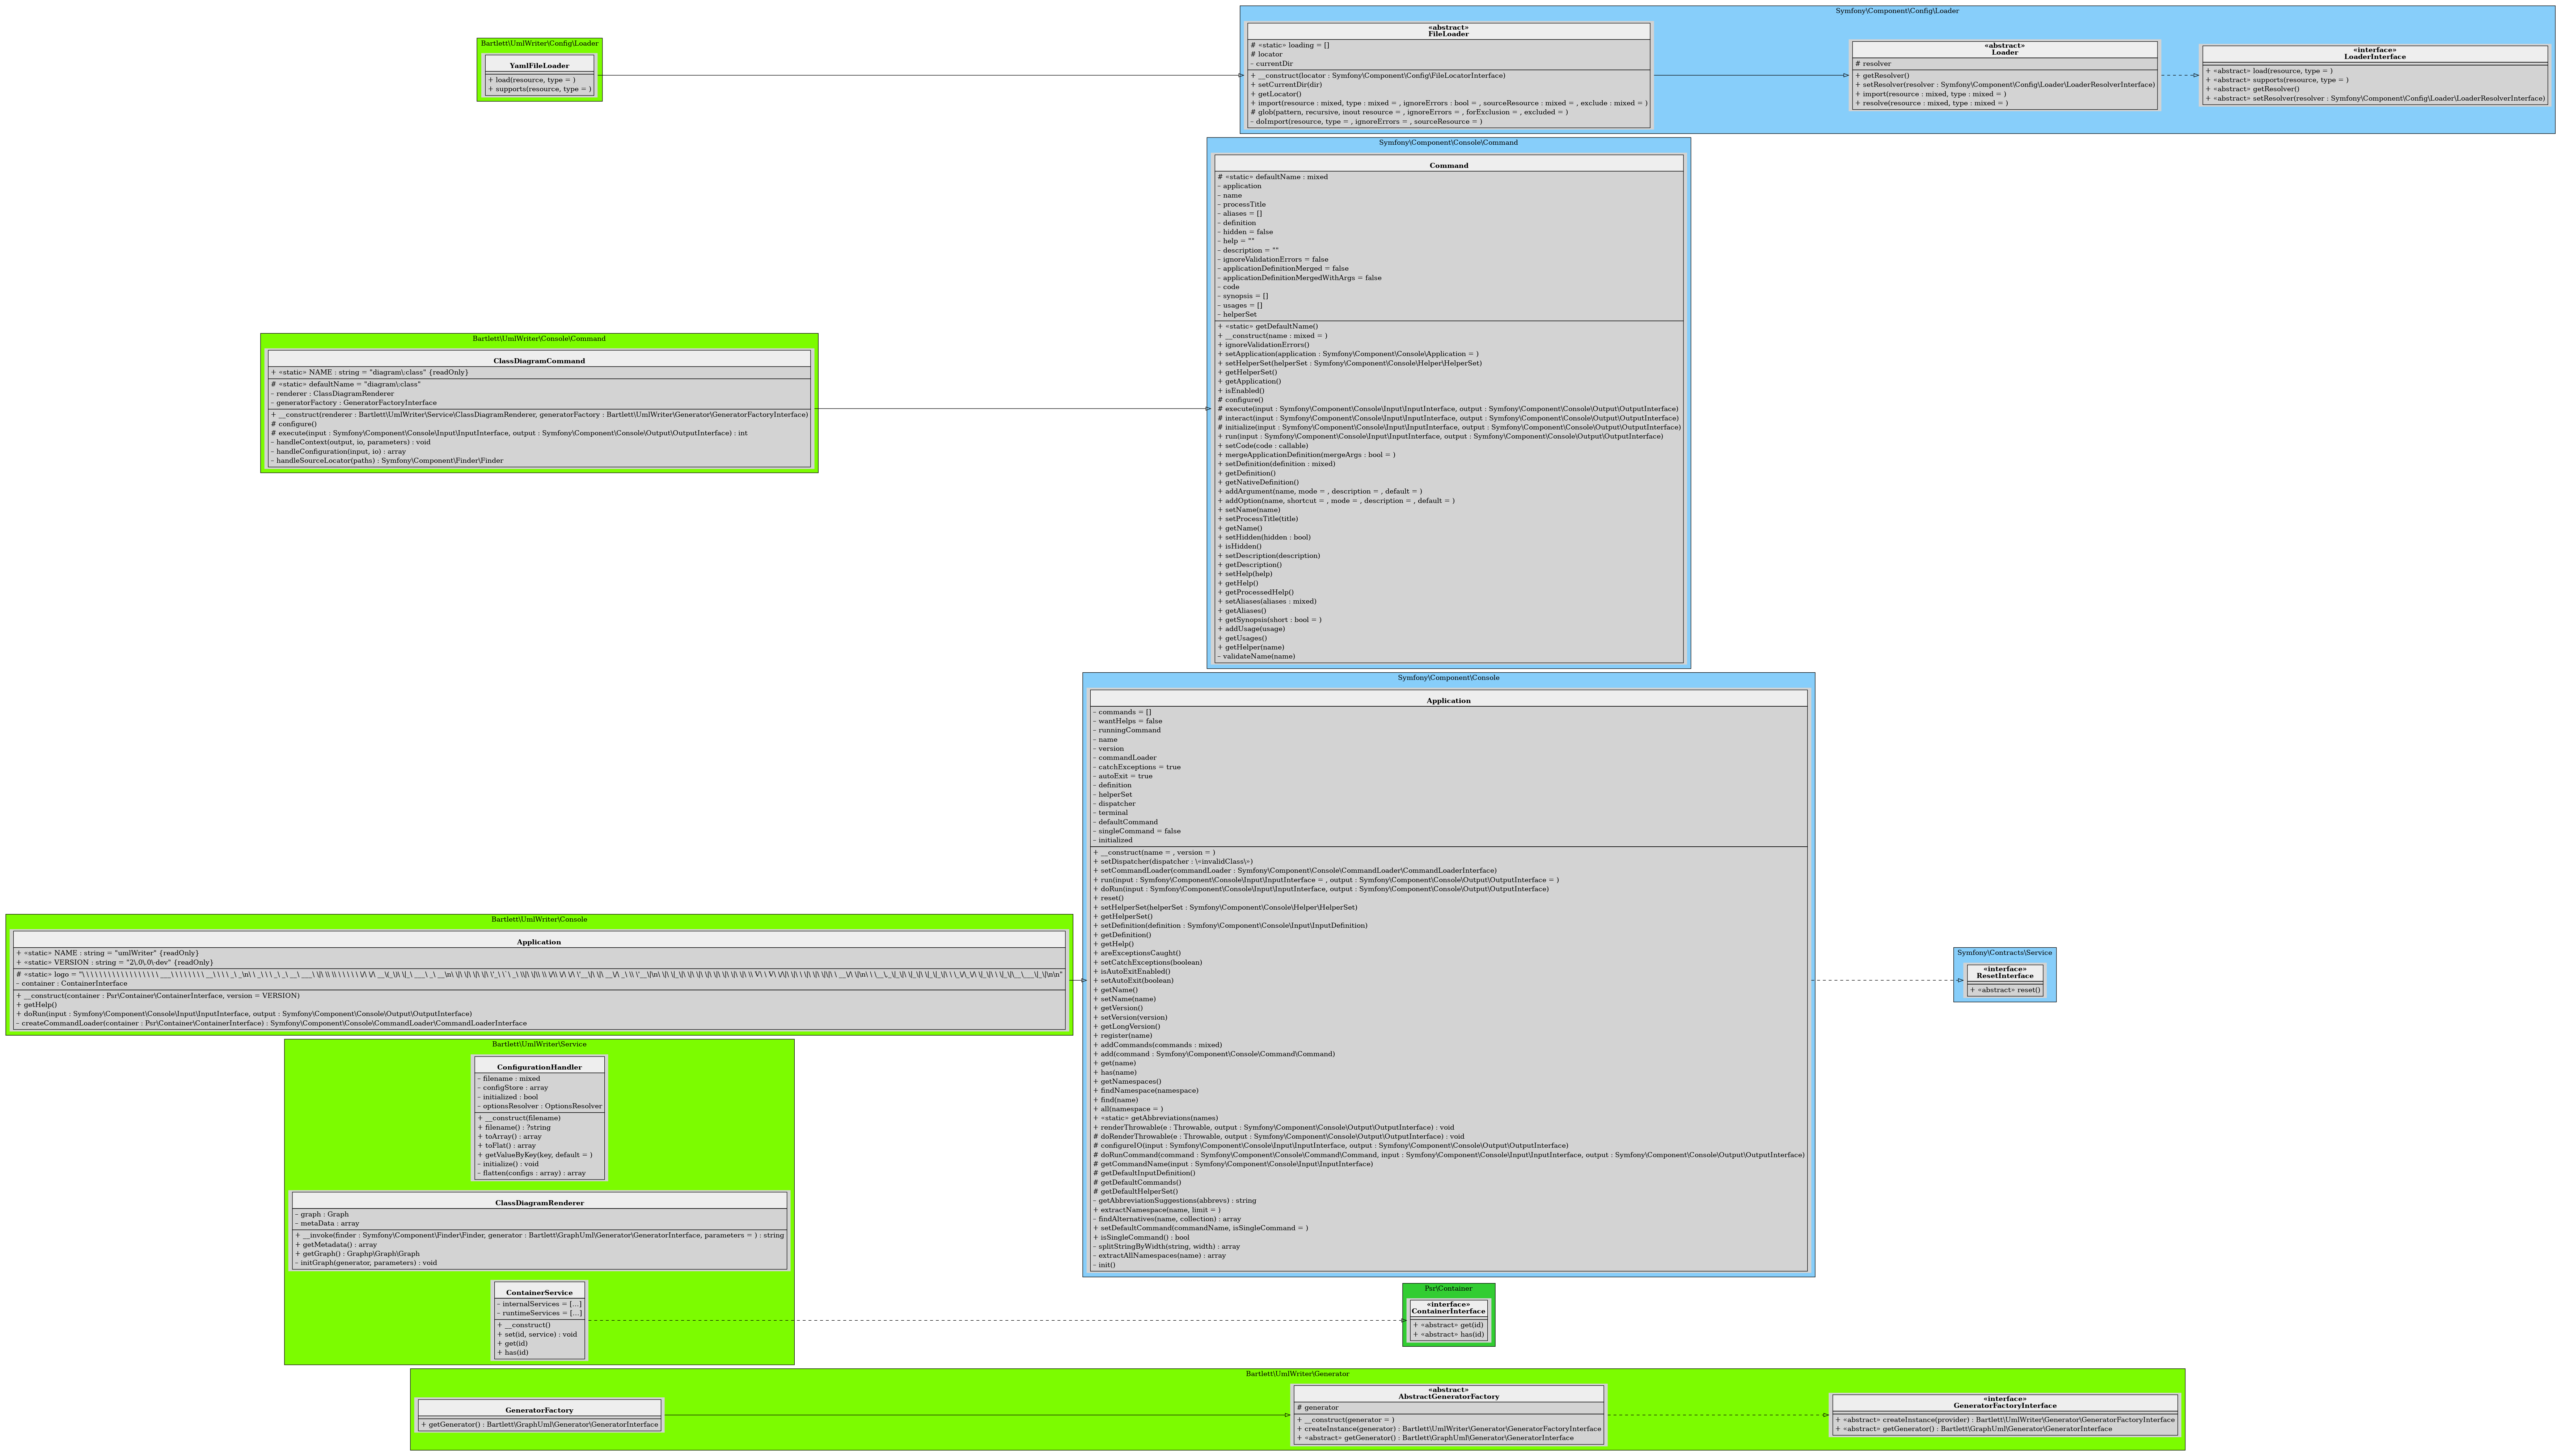 Bartlett\UmlWriter\Config\Loader
YamlFileLoader
+ load(resource, type = )
+ supports(resource, type = )
Symfony\Component\Config\Loader
«abstract»
FileLoader
# «static» loading = []
# locator
– currentDir
+ __construct(locator : Symfony\Component\Config\FileLocatorInterface)
+ setCurrentDir(dir)
+ getLocator()
+ import(resource : mixed, type : mixed = , ignoreErrors : bool = , sourceResource : mixed = , exclude : mixed = )
# glob(pattern, recursive, inout resource = , ignoreErrors = , forExclusion = , excluded = )
– doImport(resource, type = , ignoreErrors = , sourceResource = )
«abstract»
Loader
# resolver
+ getResolver()
+ setResolver(resolver : Symfony\Component\Config\Loader\LoaderResolverInterface)
+ import(resource : mixed, type : mixed = )
+ resolve(resource : mixed, type : mixed = )
«interface»
LoaderInterface
+ «abstract» load(resource, type = )
+ «abstract» supports(resource, type = )
+ «abstract» getResolver()
+ «abstract» setResolver(resolver : Symfony\Component\Config\Loader\LoaderResolverInterface)
Symfony\Component\Console\Command
Command
# «static» defaultName : mixed
– application
– name
– processTitle
– aliases = []
– definition
– hidden = false
– help = ""
– description = ""
– ignoreValidationErrors = false
– applicationDefinitionMerged = false
– applicationDefinitionMergedWithArgs = false
– code
– synopsis = []
– usages = []
– helperSet
+ «static» getDefaultName()
+ __construct(name : mixed = )
+ ignoreValidationErrors()
+ setApplication(application : Symfony\Component\Console\Application = )
+ setHelperSet(helperSet : Symfony\Component\Console\Helper\HelperSet)
+ getHelperSet()
+ getApplication()
+ isEnabled()
# configure()
# execute(input : Symfony\Component\Console\Input\InputInterface, output : Symfony\Component\Console\Output\OutputInterface)
# interact(input : Symfony\Component\Console\Input\InputInterface, output : Symfony\Component\Console\Output\OutputInterface)
# initialize(input : Symfony\Component\Console\Input\InputInterface, output : Symfony\Component\Console\Output\OutputInterface)
+ run(input : Symfony\Component\Console\Input\InputInterface, output : Symfony\Component\Console\Output\OutputInterface)
+ setCode(code : callable)
+ mergeApplicationDefinition(mergeArgs : bool = )
+ setDefinition(definition : mixed)
+ getDefinition()
+ getNativeDefinition()
+ addArgument(name, mode = , description = , default = )
+ addOption(name, shortcut = , mode = , description = , default = )
+ setName(name)
+ setProcessTitle(title)
+ getName()
+ setHidden(hidden : bool)
+ isHidden()
+ setDescription(description)
+ getDescription()
+ setHelp(help)
+ getHelp()
+ getProcessedHelp()
+ setAliases(aliases : mixed)
+ getAliases()
+ getSynopsis(short : bool = )
+ addUsage(usage)
+ getUsages()
+ getHelper(name)
– validateName(name)
Bartlett\UmlWriter\Console\Command
ClassDiagramCommand
+ «static» NAME : string = "diagram\:class" {readOnly}
# «static» defaultName = "diagram\:class"
– renderer : ClassDiagramRenderer
– generatorFactory : GeneratorFactoryInterface
+ __construct(renderer : Bartlett\UmlWriter\Service\ClassDiagramRenderer, generatorFactory : Bartlett\UmlWriter\Generator\GeneratorFactoryInterface)
# configure()
# execute(input : Symfony\Component\Console\Input\InputInterface, output : Symfony\Component\Console\Output\OutputInterface) : int
– handleContext(output, io, parameters) : void
– handleConfiguration(input, io) : array
– handleSourceLocator(paths) : Symfony\Component\Finder\Finder
Symfony\Component\Console
Application
– commands = []
– wantHelps = false
– runningCommand
– name
– version
– commandLoader
– catchExceptions = true
– autoExit = true
– definition
– helperSet
– dispatcher
– terminal
– defaultCommand
– singleCommand = false
– initialized
+ __construct(name = , version = )
+ setDispatcher(dispatcher : \«invalidClass\»)
+ setCommandLoader(commandLoader : Symfony\Component\Console\CommandLoader\CommandLoaderInterface)
+ run(input : Symfony\Component\Console\Input\InputInterface = , output : Symfony\Component\Console\Output\OutputInterface = )
+ doRun(input : Symfony\Component\Console\Input\InputInterface, output : Symfony\Component\Console\Output\OutputInterface)
+ reset()
+ setHelperSet(helperSet : Symfony\Component\Console\Helper\HelperSet)
+ getHelperSet()
+ setDefinition(definition : Symfony\Component\Console\Input\InputDefinition)
+ getDefinition()
+ getHelp()
+ areExceptionsCaught()
+ setCatchExceptions(boolean)
+ isAutoExitEnabled()
+ setAutoExit(boolean)
+ getName()
+ setName(name)
+ getVersion()
+ setVersion(version)
+ getLongVersion()
+ register(name)
+ addCommands(commands : mixed)
+ add(command : Symfony\Component\Console\Command\Command)
+ get(name)
+ has(name)
+ getNamespaces()
+ findNamespace(namespace)
+ find(name)
+ all(namespace = )
+ «static» getAbbreviations(names)
+ renderThrowable(e : Throwable, output : Symfony\Component\Console\Output\OutputInterface) : void
# doRenderThrowable(e : Throwable, output : Symfony\Component\Console\Output\OutputInterface) : void
# configureIO(input : Symfony\Component\Console\Input\InputInterface, output : Symfony\Component\Console\Output\OutputInterface)
# doRunCommand(command : Symfony\Component\Console\Command\Command, input : Symfony\Component\Console\Input\InputInterface, output : Symfony\Component\Console\Output\OutputInterface)
# getCommandName(input : Symfony\Component\Console\Input\InputInterface)
# getDefaultInputDefinition()
# getDefaultCommands()
# getDefaultHelperSet()
– getAbbreviationSuggestions(abbrevs) : string
+ extractNamespace(name, limit = )
– findAlternatives(name, collection) : array
+ setDefaultCommand(commandName, isSingleCommand = )
+ isSingleCommand() : bool
– splitStringByWidth(string, width) : array
– extractAllNamespaces(name) : array
– init()
Bartlett\UmlWriter\Console
Application
+ «static» NAME : string = "umlWriter" {readOnly}
+ «static» VERSION : string = "2\.0\.0\-dev" {readOnly}
# «static» logo =
– container : ContainerInterface
+ __construct(container : Psr\Container\ContainerInterface, version = VERSION)
+ getHelp()
+ doRun(input : Symfony\Component\Console\Input\InputInterface, output : Symfony\Component\Console\Output\OutputInterface)
– createCommandLoader(container : Psr\Container\ContainerInterface) : Symfony\Component\Console\CommandLoader\CommandLoaderInterface
Symfony\Contracts\Service
«interface»
ResetInterface
+ «abstract» reset()
Bartlett\UmlWriter\Service
ConfigurationHandler
– filename : mixed
– configStore : array
– initialized : bool
– optionsResolver : OptionsResolver
+ __construct(filename)
+ filename() : ?string
+ toArray() : array
+ toFlat() : array
+ getValueByKey(key, default = )
– initialize() : void
– flatten(configs : array) : array
ClassDiagramRenderer
– graph : Graph
– metaData : array
+ __invoke(finder : Symfony\Component\Finder\Finder, generator : Bartlett\GraphUml\Generator\GeneratorInterface, parameters = ) : string
+ getMetadata() : array
+ getGraph() : Graphp\Graph\Graph
– initGraph(generator, parameters) : void
ContainerService
– internalServices = [...]
– runtimeServices = [...]
+ __construct()
+ set(id, service) : void
+ get(id)
+ has(id)
Psr\Container
«interface»
ContainerInterface
+ «abstract» get(id)
+ «abstract» has(id)
Bartlett\UmlWriter\Generator
GeneratorFactory
+ getGenerator() : Bartlett\GraphUml\Generator\GeneratorInterface
«abstract»
AbstractGeneratorFactory
# generator
+ __construct(generator = )
+ createInstance(generator) : Bartlett\UmlWriter\Generator\GeneratorFactoryInterface
+ «abstract» getGenerator() : Bartlett\GraphUml\Generator\GeneratorInterface
«interface»
GeneratorFactoryInterface
+ «abstract» createInstance(provider) : Bartlett\UmlWriter\Generator\GeneratorFactoryInterface
+ «abstract» getGenerator() : Bartlett\GraphUml\Generator\GeneratorInterface